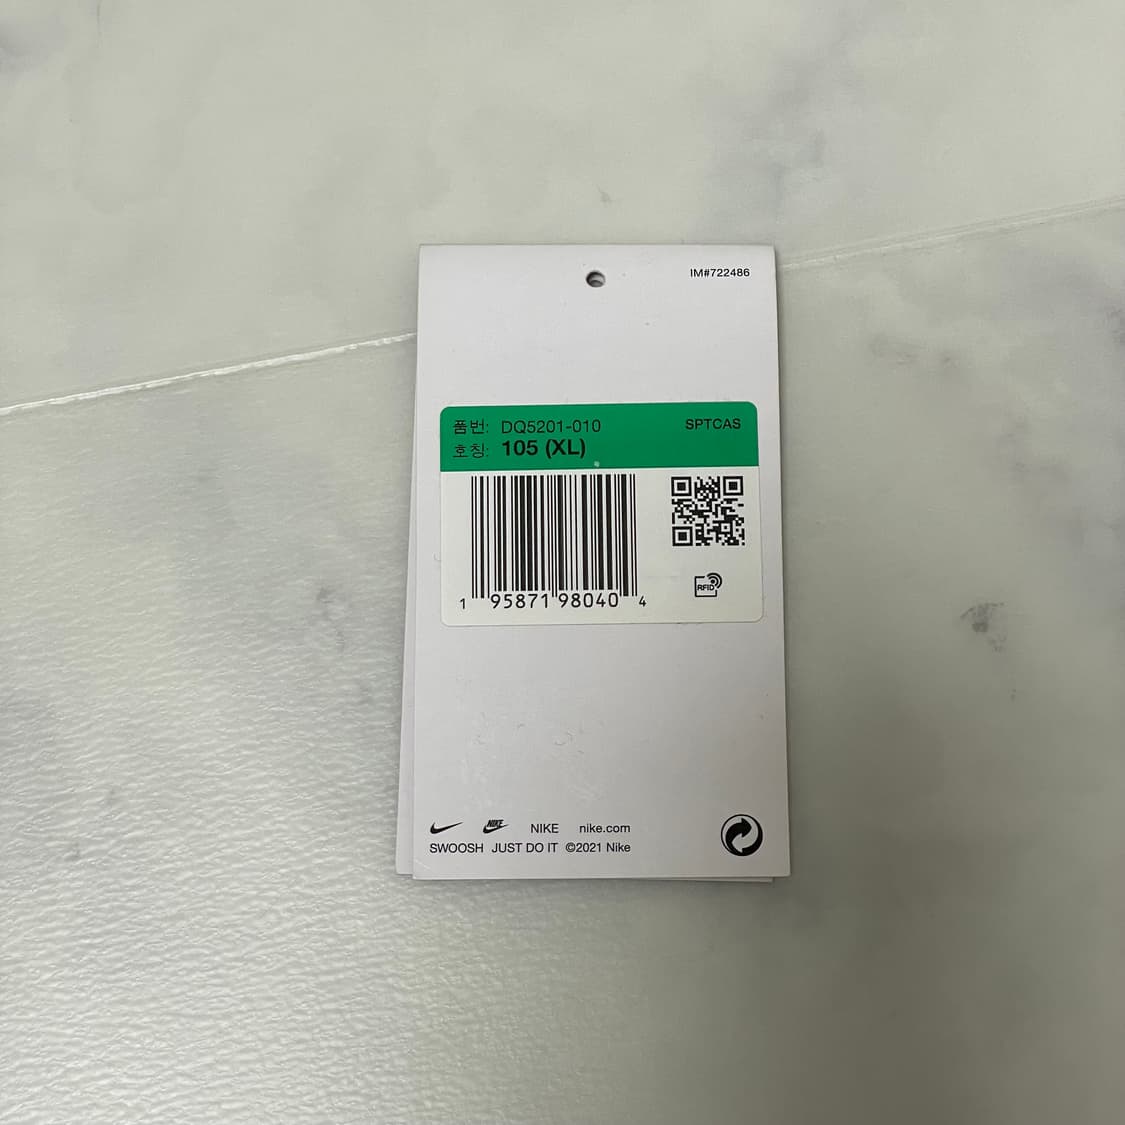 IM#722486
품번: DQ5201-010 SPTCAS
호칭: 105 (XL)
RFID
1 95871 98040 4
NIKE NIKE nike.com
SWOOSH JUST DO IT ©2021 Nike